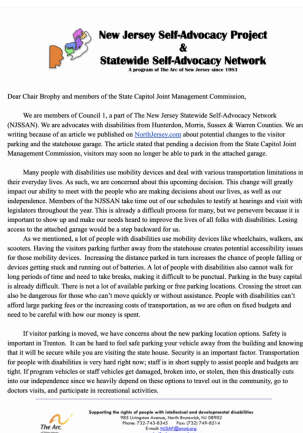 New Jersey Self-Advocacy Project
&
Statewide Self-Advocacy Network
A program of The Arc of New Jersey since 1983
Dear Chair Brophy and members of the State Capitol Joint Management Commission,
We are members of Council 1, a part of The New Jersey Statewide Self-Advocacy Network
(NJSSAN). We are advocates with disabilities from Hunterdon, Morris, Sussex & Warren Counties. We are
writing because of an article we published on NorthJersey.com about potential changes to the visitor
parking and the statehouse garage. The article stated that pending a decision from the State Capitol Joint
Management Commission, visitors may soon no longer be able to park in the attached garage.
Many people with disabilities use mobility devices and deal with various transportation limitations in
their everyday lives. As such, we are concerned about this upcoming decision. This change will greatly
impact our ability to meet with the people who are making decisions about our lives, as well as our
independence. Members of the NJSSAN take time out of our schedules to testify at hearings and visit with
legislators throughout the year. This is already a difficult process for many, but we persevere because it is
important to show up and make our needs heard to improve the lives of all folks with disabilities. Losing
access to the attached garage would be a step backward for us.
As we mentioned, a lot of people with disabilities use mobility devices like wheelchairs, walkers, and
scooters. Having the visitors parking further away from the statehouse creates potential accessibility issues
for those mobility devices. Increasing the distance parked in turn increases the chance of people falling or
devices getting stuck and running out of batteries. A lot of people with disabilities also cannot walk for
long periods of time and need to take breaks, making it difficult to be punctual. Parking in the busy capital
is already difficult. There is not a lot of available parking or free parking locations. Crossing the street can
also be dangerous for those who can't move quickly or without assistance. People with disabilities can't
afford large parking fees or the increasing costs of transportation, as we are often on fixed budgets and
need to be careful with how our money is spent.
If visitor parking is moved, we have concerns about the new parking location options. Safety is
important in Trenton. It can be hard to feel safe parking your vehicle away from the building and knowing
that it will be secure while you are visiting the state house. Security is an important factor. Transportation
for people with disabilities is very hard right now; staff is in short supply to assist people and budgets are
tight. If program vehicles or staff vehicles get damaged, broken into, or stolen, then this drastically cuts
into our independence since we heavily depend on these options to travel out in the community, go to
doctors visits, and participate in recreational activities.
The Arc
Supporting the rights of people with intellectual and developmental disabilities
985 Livingston Avenue, North Brunswick, NJ 08902
Phone: 732-743-8345 Fax: 732-749-8514
E-mail: NJSAP@arcnj.org